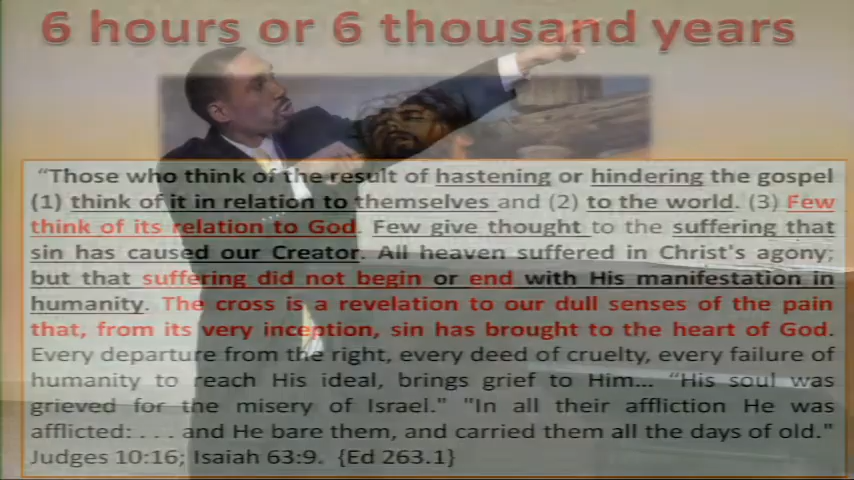 6 hours or 6 thousand years
“Those who think of the result of hastening or hindering the gospel
(1) think of it in relation to themselves and (2) to the world. (3) Few
think of its relation to God. Few give thought to the suffering that
sin has caused our Creator. All heaven suffered in Christ's agony;
but that suffering did not begin or end with His manifestation in
humanity. The cross is a revelation to our dull senses of the pain
that, from its very inception, sin has brought to the heart of God.
Every departure from the right, every deed of cruelty, every failure of
humanity to reach His ideal, brings grief to Him... “His soul was
grieved for the misery of Israel." "In all their affliction He was
afflicted: . . . and He bare them, and carried them all the days of old."
Judges 10:16; Isaiah 63:9. {Ed 263.1}